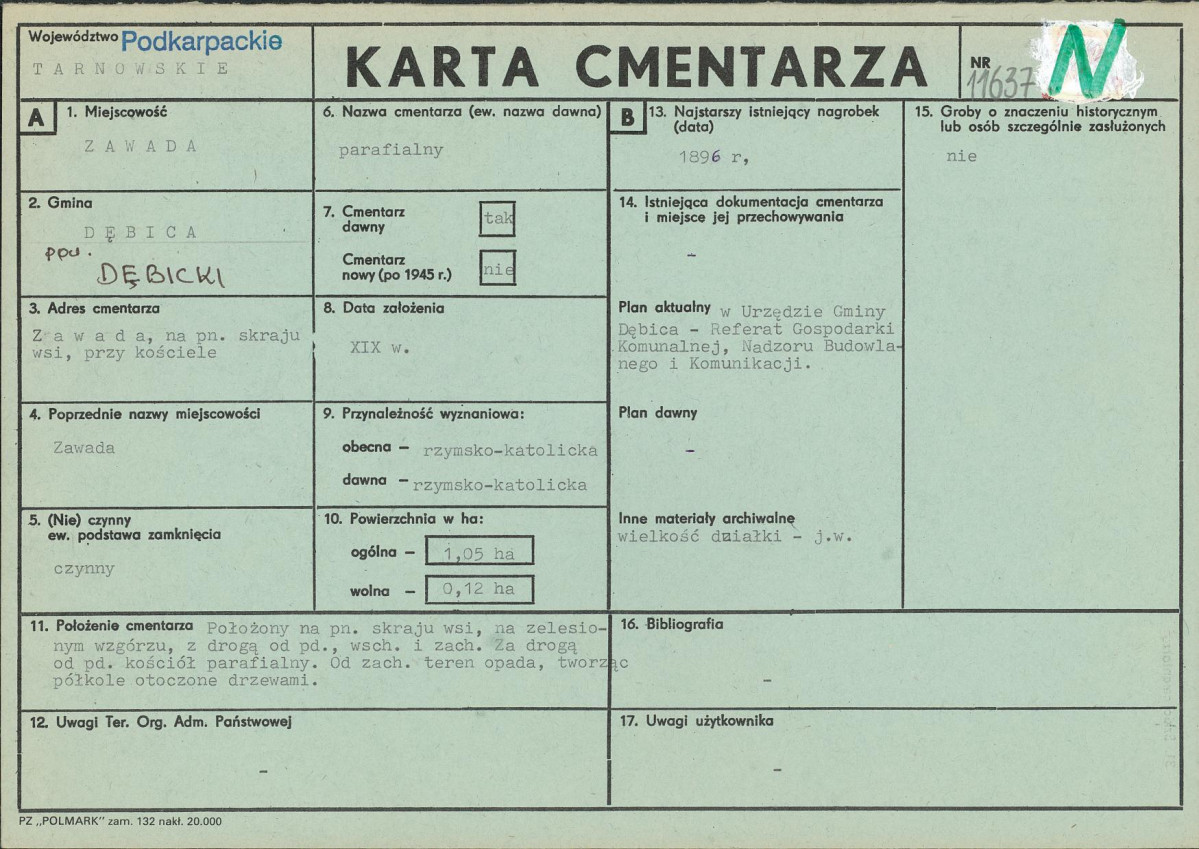 Województwo Podkarpackie
TARNOWSKIE
KARTA CMENTARZA
NR
11637
N
A
1. Miejscowość
ZAWADA
2. Gmina
DĘBICA
pow.
DĘBICKI
3. Adres cmentarza
Zawada, na pn. skraju
wsi, przy kościele
4. Poprzednie nazwy miejscowości
Zawada
5. (Nie) czynny
ew. podstawa zamknięcia
czynny
6. Nazwa cmentarza (ew. nazwa dawna)
parafialny
7. Cmentarz
dawny
tak
Cmentarz
nowy (po 1945 r.)
nie
8. Data założenia
XIX w.
9. Przynależność wyznaniowa:
obecna – rzymsko-katolicka
dawna – rzymsko-katolicka
10. Powierzchnia w ha:
ogólna – 1,05 ha
wolna – 0,12 ha
B
13. Najstarszy istniejący nagrobek
(data)
1896 r,
14. Istniejąca dokumentacja cmentarza
i miejsce jej przechowywania
-
Plan aktualny w Urzędzie Gminy
Dębica - Referat Gospodarki
Komunalnej, Nadzoru Budowla-
nego i Komunikacji.
Plan dawny
-
Inne materiały archiwalne
wielkość działki - j.w.
15. Groby o znaczeniu historycznym
lub osób szczególnie zasłużonych
nie
11. Położenie cmentarza Położony na pn. skraju wsi, na zelesio-
nym wzgórzu, z drogą od pd., wsch. i zach. Za drogą
od pd. kościół parafialny. Od zach. teren opada, tworząc
półkole otoczone drzewami.
12. Uwagi Ter. Org. Adm. Państwowej
-
16. Bibliografia
-
17. Uwagi użytkownika
-
PZ „POLMARK” zam. 132 nakł. 20.000